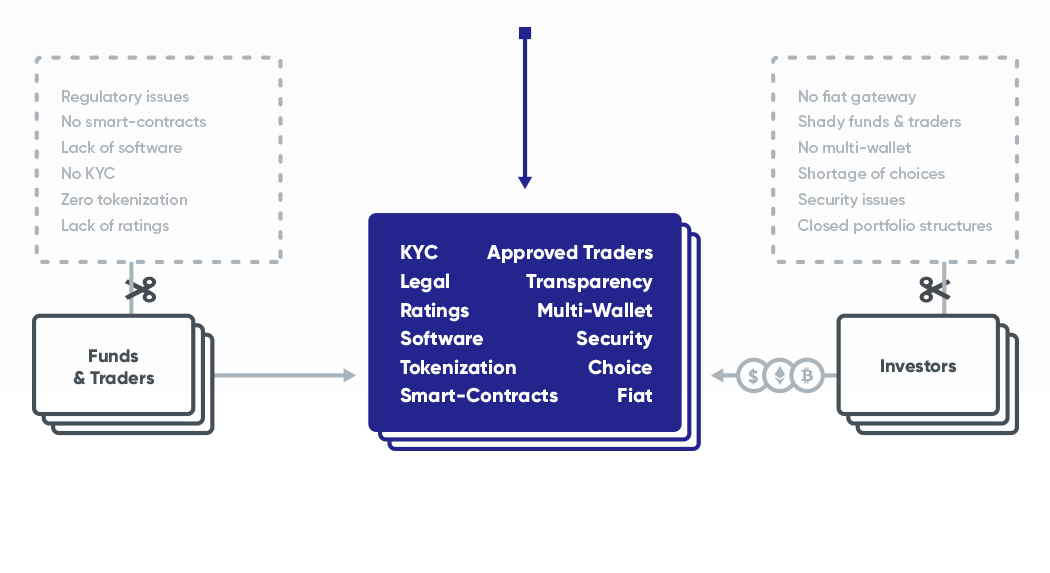 Regulatory issues
No smart-contracts
Lack of software
No KYC
Zero tokenization
Lack of ratings
No fiat gateway
Shady funds & traders
No multi-wallet
Shortage of choices
Security issues
Closed portfolio structures
KYC Approved Traders
Legal Transparency
Ratings Multi-Wallet
Software Security
Tokenization Choice
Smart-Contracts Fiat
Funds
& Traders
$
Investors